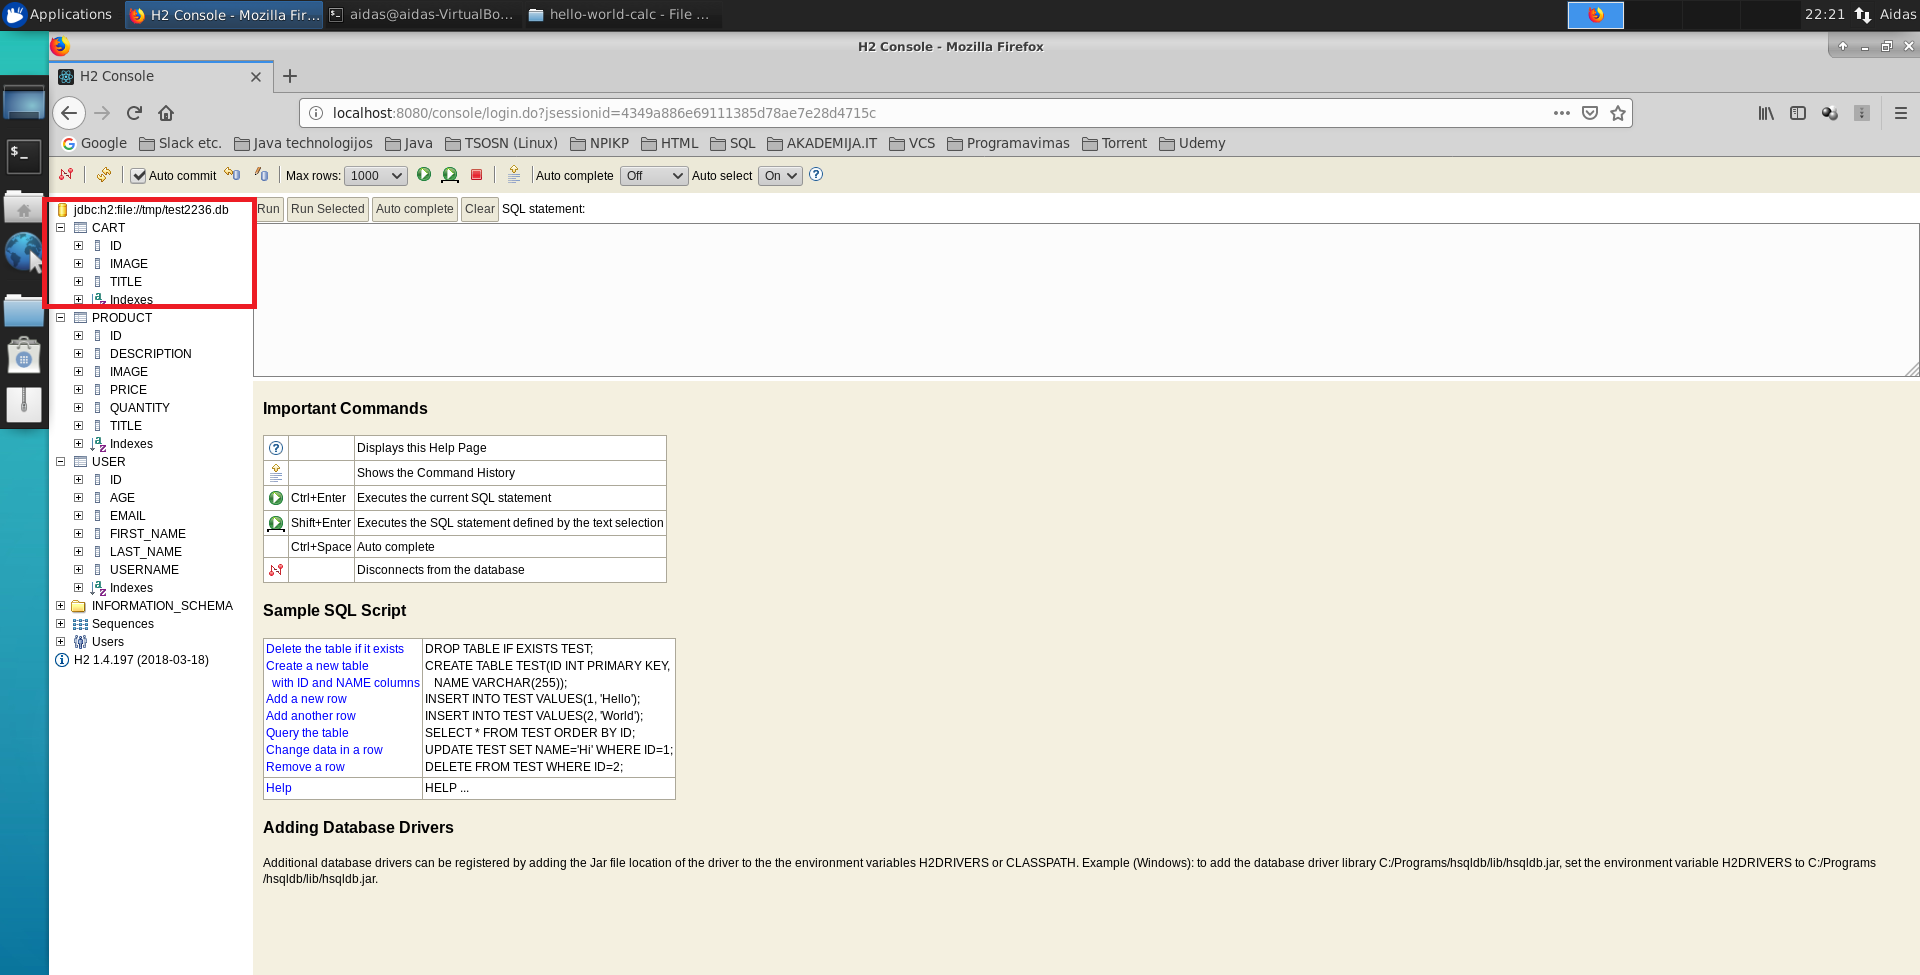 Applications H2 Console - Mozilla Fir... aidas@aidas-VirtualBo... hello-world-calc - File ... 22:21 Aidas
H2 Console - Mozilla Firefox
H2 Console
localhost:8080/console/login.do?jsessionid=4349a886e69111385d78ae7e28d4715c
Google Slack etc. Java technologijos Java TSOSN (Linux) NPIKP HTML SQL AKADEMIJA.IT VCS Programavimas Torrent Udemy
Auto commit Max rows: 1000 Auto complete Off Auto select On
jdbc:h2:file://tmp/test2236.db
CART
ID
IMAGE
TITLE
Indexes
PRODUCT
ID
DESCRIPTION
IMAGE
PRICE
QUANTITY
TITLE
Indexes
USER
ID
AGE
EMAIL
FIRST_NAME
LAST_NAME
USERNAME
Indexes
INFORMATION_SCHEMA
Sequences
Users
H2 1.4.197 (2018-03-18)
Run Run Selected Auto complete Clear SQL statement:
Important Commands
Displays this Help Page
Shows the Command History
Ctrl+Enter Executes the current SQL statement
Shift+Enter Executes the SQL statement defined by the text selection
Ctrl+Space Auto complete
Disconnects from the database
Sample SQL Script
Delete the table if it exists DROP TABLE IF EXISTS TEST;
Create a new table CREATE TABLE TEST(ID INT PRIMARY KEY,
with ID and NAME columns NAME VARCHAR(255));
Add a new row INSERT INTO TEST VALUES(1, 'Hello');
Add another row INSERT INTO TEST VALUES(2, 'World');
Query the table SELECT * FROM TEST ORDER BY ID;
Change data in a row UPDATE TEST SET NAME='Hi' WHERE ID=1;
Remove a row DELETE FROM TEST WHERE ID=2;
Help HELP ...
Adding Database Drivers
Additional database drivers can be registered by adding the Jar file location of the driver to the the environment variables H2DRIVERS or CLASSPATH. Example (Windows): to add the database driver library C:/Programs/hsqldb/lib/hsqldb.jar, set the environment variable H2DRIVERS to C:/Programs
/hsqldb/lib/hsqldb.jar.